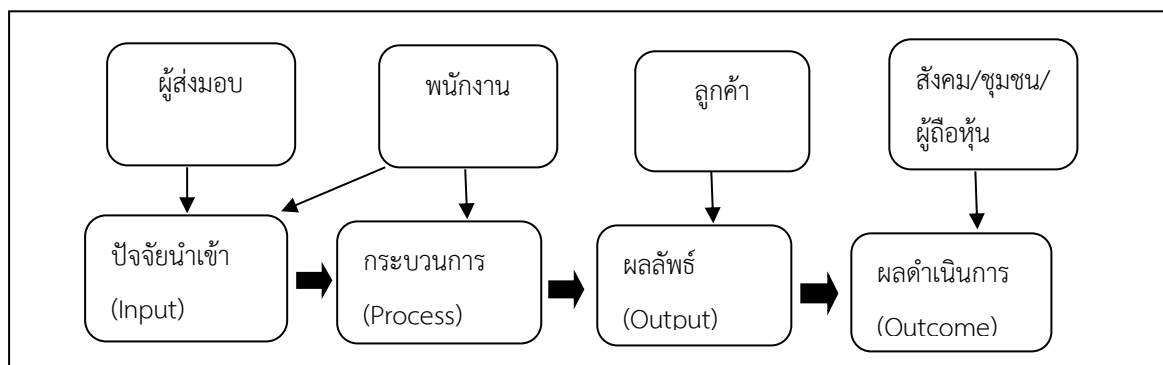 ผู้ส่งมอบ
พนักงาน
ลูกค้า
สังคม/ชุมชน/
ผู้ถือหุ้น
ปัจจัยนำเข้า
(Input)
กระบวนการ
(Process)
ผลลัพธ์
(Output)
ผลดำเนินการ
(Outcome)